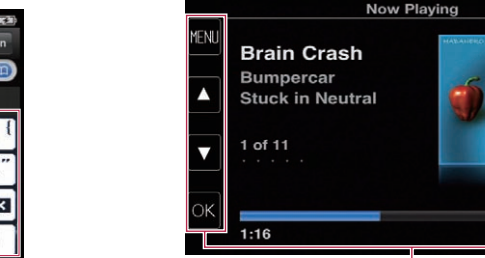 Now Playing
MENU
Brain Crash
Bumpercar
Stuck in Neutral
1 of 11
OK
1:16
n
{
"